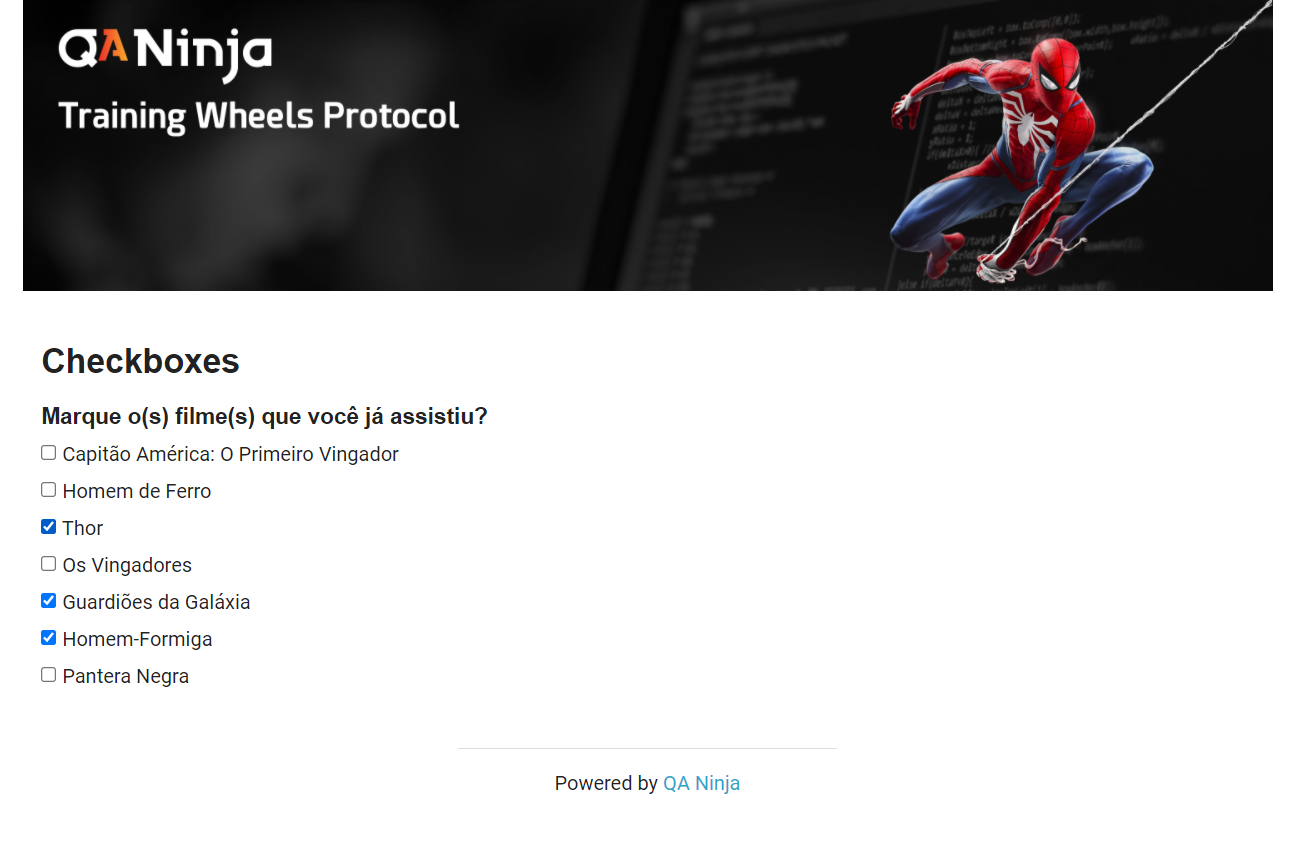 QA Ninja
Training Wheels Protocol
Checkboxes
Marque o(s) filme(s) que você já assistiu?
Capitão América: O Primeiro Vingador
Homem de Ferro
Thor
Os Vingadores
Guardiões da Galáxia
Homem-Formiga
Pantera Negra
Powered by QA Ninja